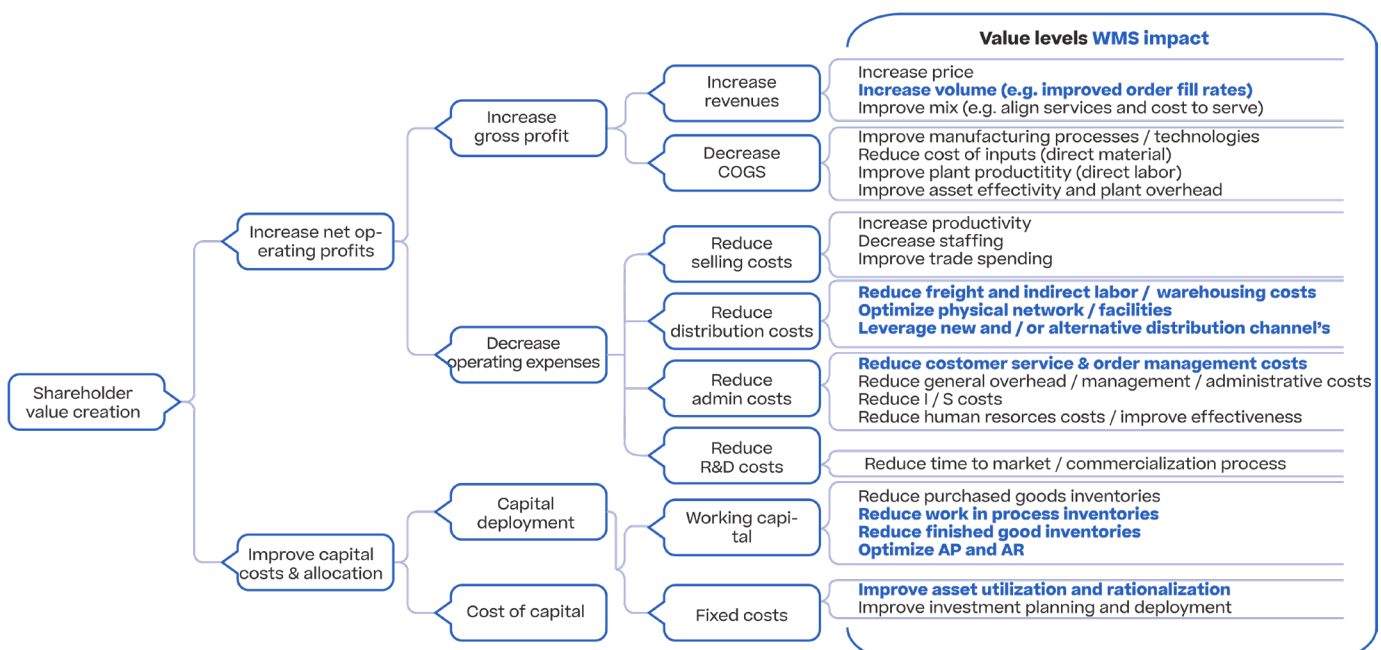 Value levels WMS impact
Shareholder
value creation
Increase net op-
erating profits
Improve capital
costs & allocation
Increase
gross profit
Decrease
operating expenses
Capital
deployment
Cost of capital
Increase
revenues
Decrease
COGS
Reduce
selling costs
Reduce
distribution costs
Reduce
admin costs
Reduce
R&D costs
Working capi-
tal
Fixed costs
Increase price
Increase volume (e.g. improved order fill rates)
Improve mix (e.g. align services and cost to serve)
Improve manufacturing processes / technologies
Reduce cost of inputs (direct material)
Improve plant productitity (direct labor)
Improve asset effectivity and plant overhead
Increase productivity
Decrease staffing
Improve trade spending
Reduce freight and indirect labor / warehousing costs
Optimize physical network / facilities
Leverage new and / or alternative distribution channel's
Reduce costomer service & order management costs
Reduce general overhead / management / administrative costs
Reduce I / S costs
Reduce human resorces costs / improve effectiveness
Reduce time to market / commercialization process
Reduce purchased goods inventories
Reduce work in process inventories
Reduce finished good inventories
Optimize AP and AR
Improve asset utilization and rationalization
Improve investment planning and deployment